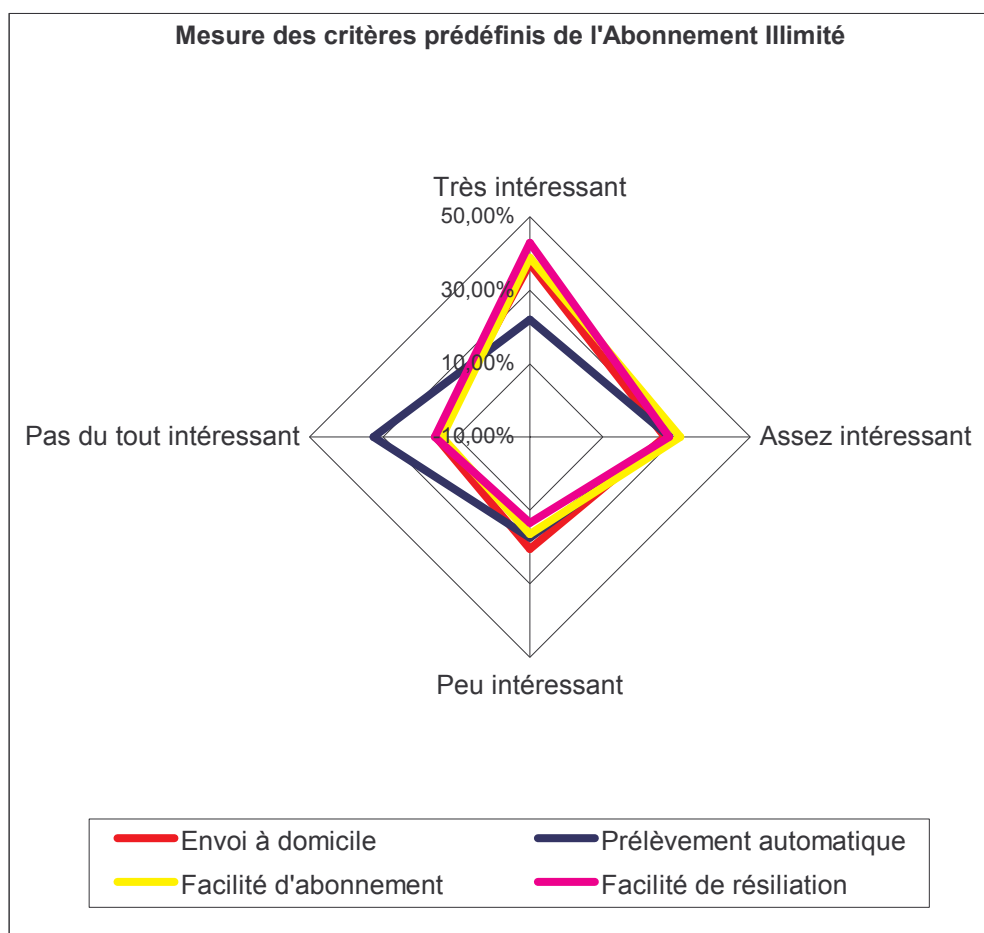 Mesure des critères prédéfinis de l'Abonnement Illimité
Très intéressant
50,00%
30,00%
10,00%
Pas du tout intéressant
10,00%
Assez intéressant
Peu intéressant
Envoi à domicile
Prélèvement automatique
Facilité d'abonnement
Facilité de résiliation